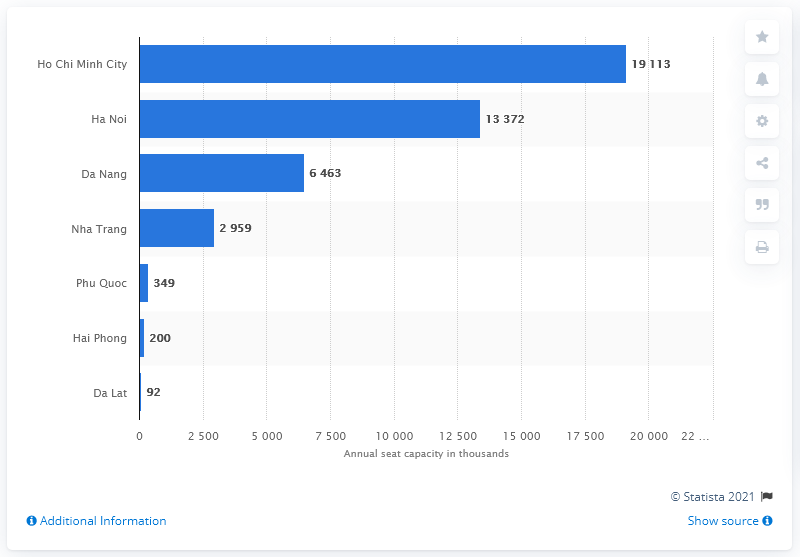 Ho Chi Minh City 19 113
Ha Noi 13 372
Da Nang 6 463
Nha Trang 2 959
Phu Quoc 349
Hai Phong 200
Da Lat 92
0 2 500 5 000 7 500 10 000 12 500 15 000 17 500 20 000 22 ...
Annual seat capacity in thousands
© Statista 2021
Additional Information Show source